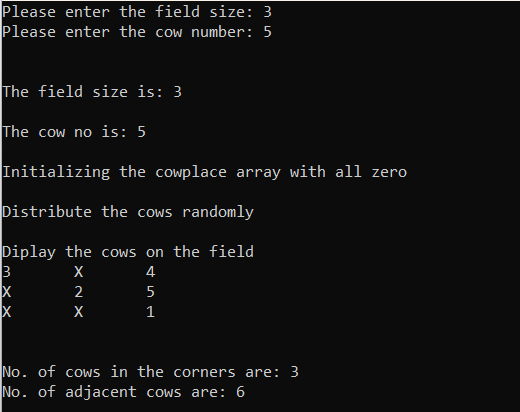 Please enter the field size: 3
Please enter the cow number: 5
The field size is: 3
The cow no is: 5
Initializing the cowplace array with all zero
Distribute the cows randomly
Diplay the cows on the field
3 X 4
X 2 5
X X 1
No. of cows in the corners are: 3
No. of adjacent cows are: 6